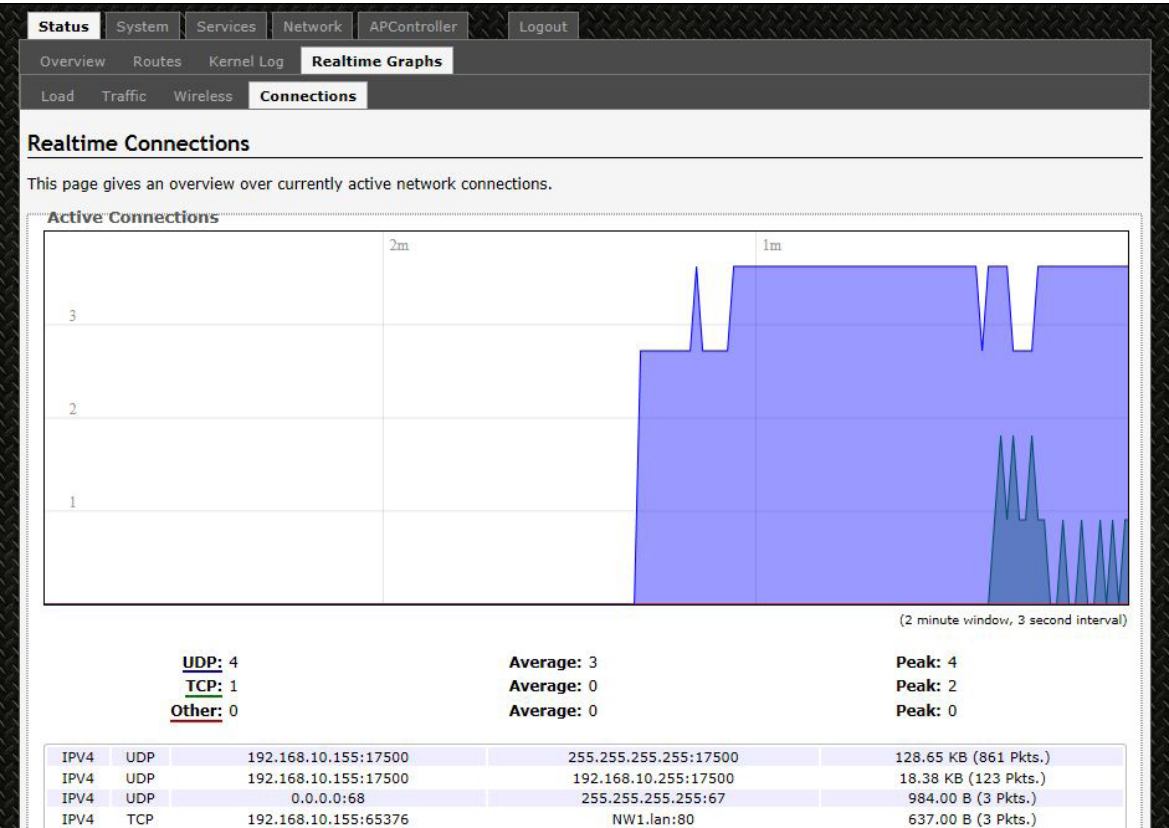 Status System Services Network APController Logout
Overview Routes Kernel Log Realtime Graphs
Load Traffic Wireless Connections
Realtime Connections
This page gives an overview over currently active network connections.
Active Connections
2m 1m
3
2
1
(2 minute window, 3 second interval)
UDP: 4 Average: 3 Peak: 4
TCP: 1 Average: 0 Peak: 2
Other: 0 Average: 0 Peak: 0
IPV4 UDP 192.168.10.155:17500 255.255.255.255:17500 128.65 KB (861 Pkts.)
IPV4 UDP 192.168.10.155:17500 192.168.10.255:17500 18.38 KB (123 Pkts.)
IPV4 UDP 0.0.0.0:68 255.255.255.255:67 984.00 B (3 Pkts.)
IPV4 TCP 192.168.10.155:65376 NW1.lan:80 637.00 B (3 Pkts.)